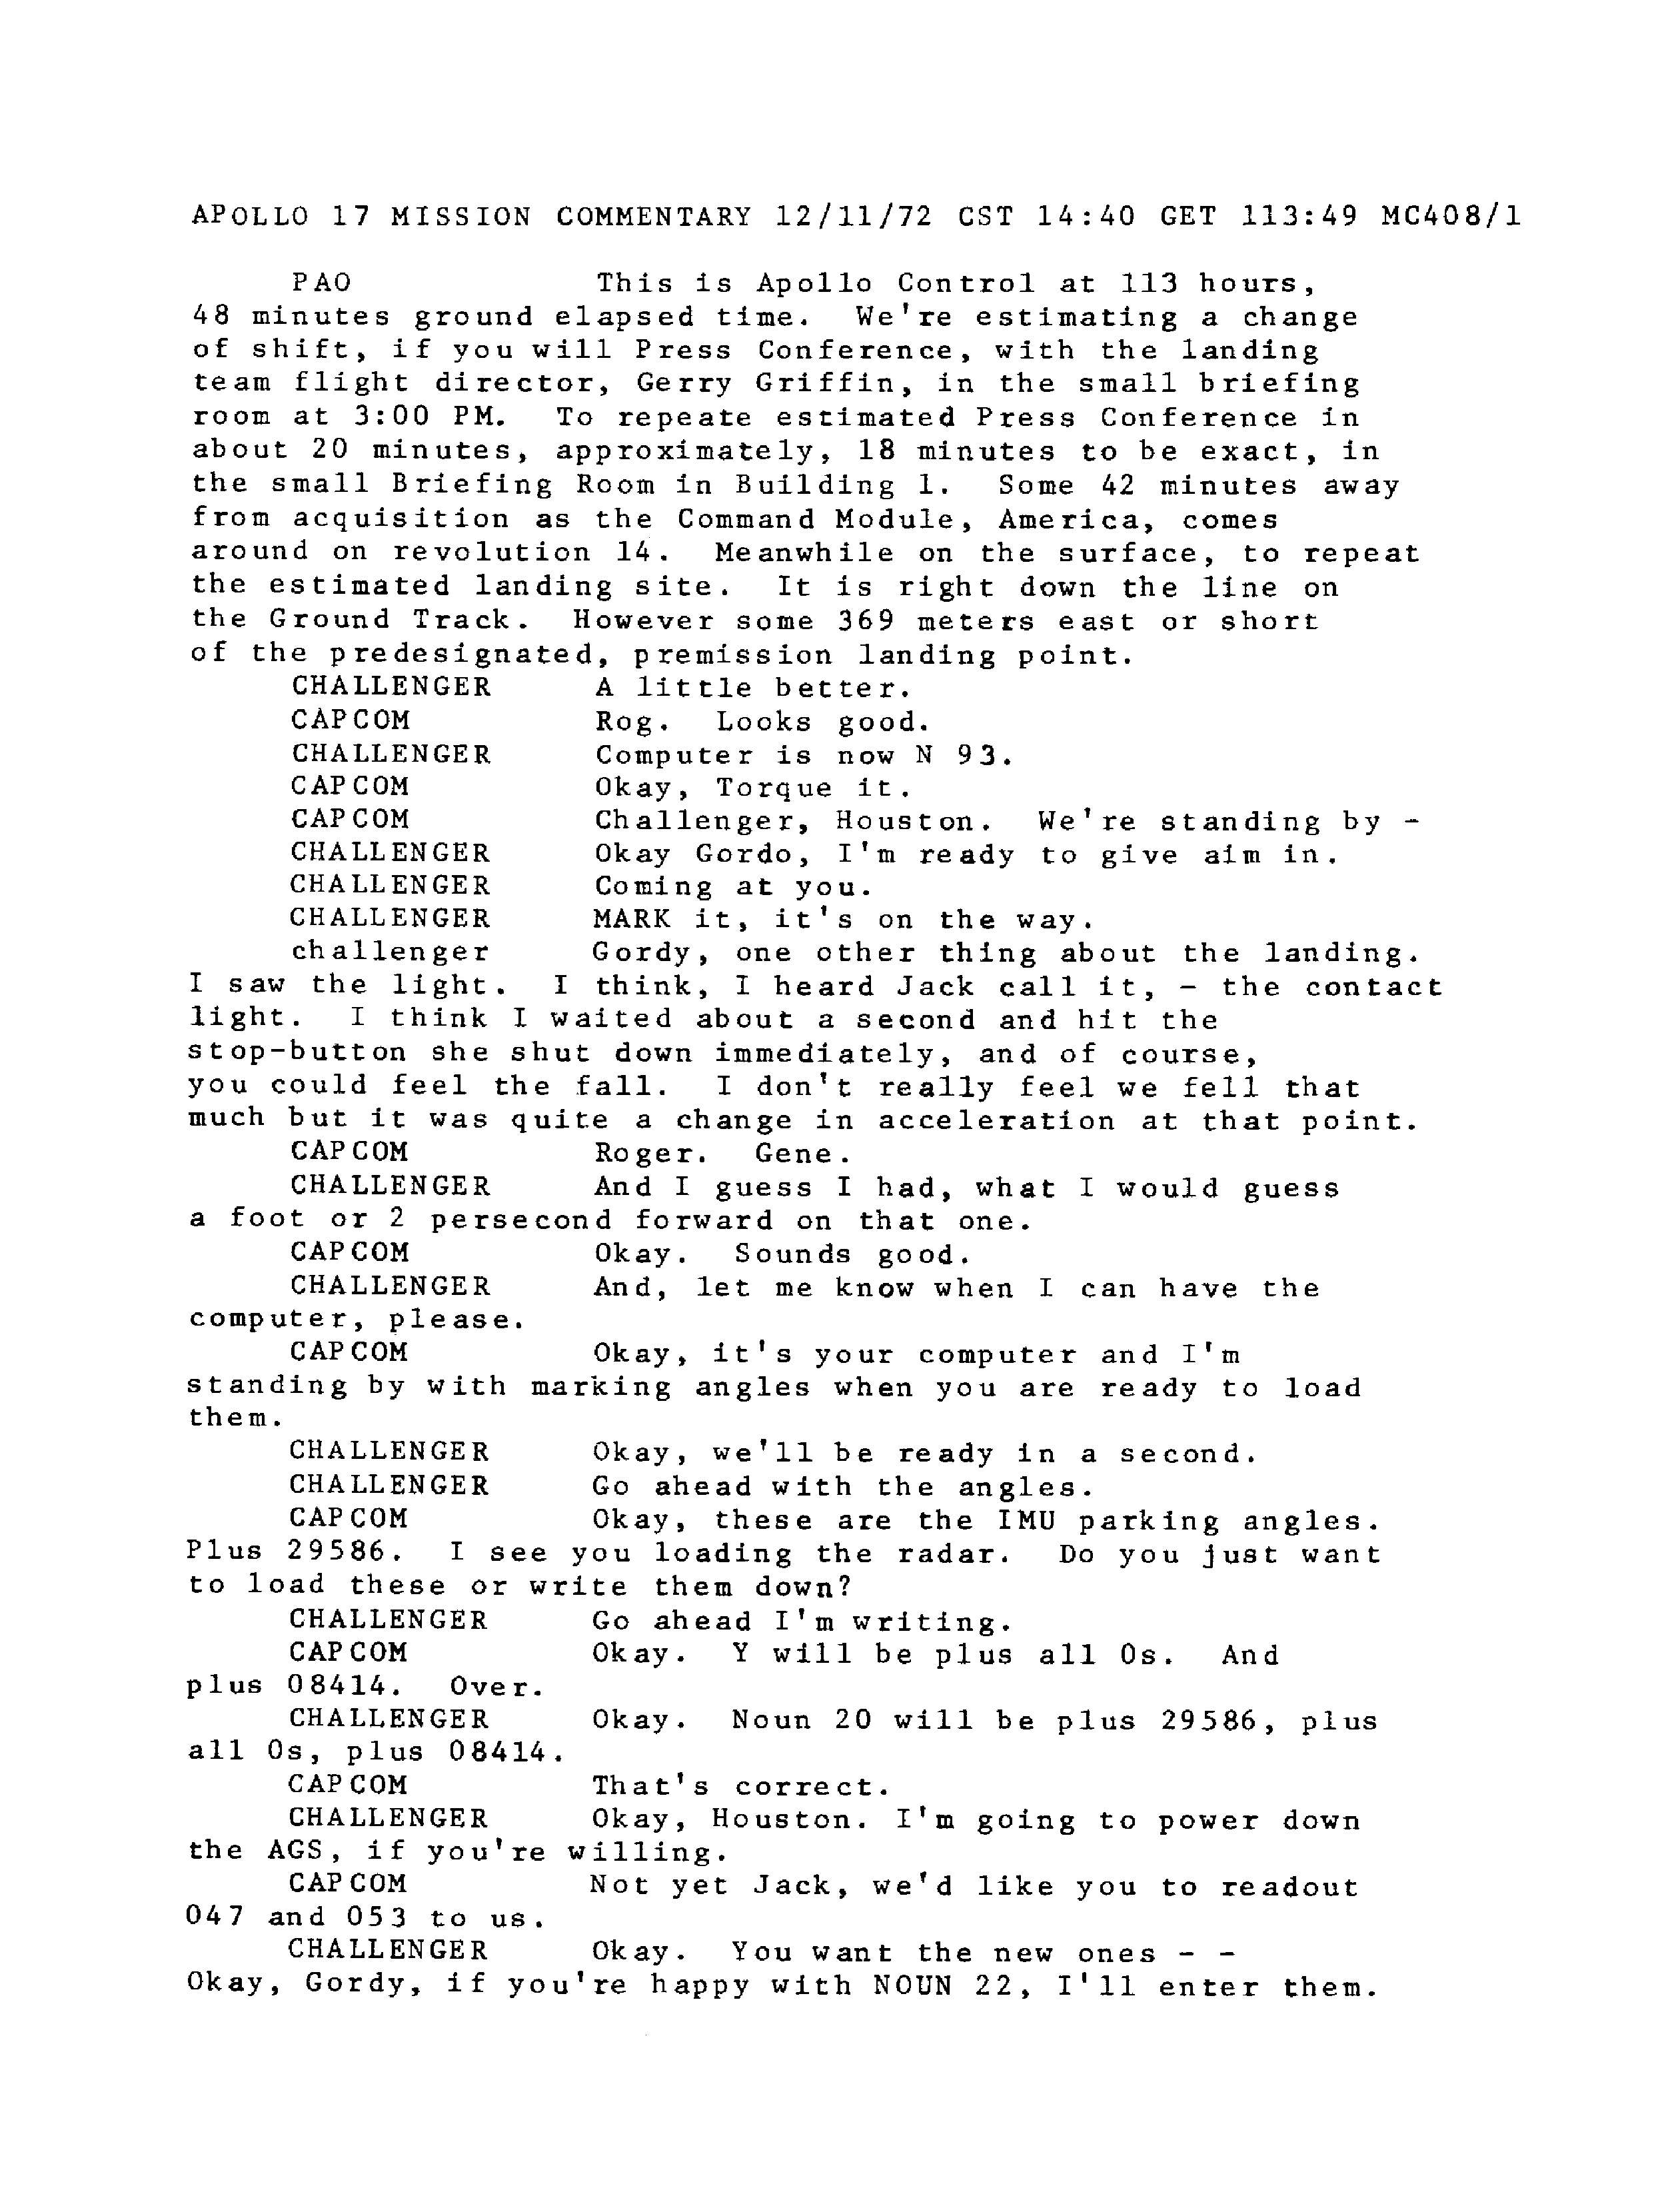 APOLLO 17 MISSION COMMENTARY 12/11/72 CST 14:40 GET 113:49 MC408/1
PAO This is Apollo Control at 113 hours,
48 minutes ground elapsed time. We're estimating a change
of shift, if you will Press Conference, with the landing
team flight director, Gerry Griffin, in the small briefing
room at 3:00 PM. To repeate estimated Press Conference in
about 20 minutes, approximately, 18 minutes to be exact, in
the small Briefing Room in Building 1. Some 42 minutes away
from acquisition as the Command Module, America, comes
around on revolution 14. Meanwhile on the surface, to repeat
the estimated landing site. It is right down the line on
the Ground Track. However some 369 meters east or short
of the predesignated, premission landing point.
CHALLENGER A little better.
CAPCOM Rog. Looks good.
CHALLENGER Computer is now N 93.
CAPCOM Okay, Torque it.
CAPCOM Challenger, Houston. We're standing by -
CHALLENGER Okay Gordo, I'm ready to give aim in.
CHALLENGER Coming at you.
CHALLENGER MARK it, it's on the way.
challenger Gordy, one other thing about the landing.
I saw the light. I think, I heard Jack call it, - the contact
light. I think I waited about a second and hit the
stop-button she shut down immediately, and of course,
you could feel the fall. I don't really feel we fell that
much but it was quite a change in acceleration at that point.
CAPCOM Roger. Gene.
CHALLENGER And I guess I had, what I would guess
a foot or 2 persecond forward on that one.
CAPCOM Okay. Sounds good.
CHALLENGER And, let me know when I can have the
computer, please.
CAPCOM Okay, it's your computer and I'm
standing by with marking angles when you are ready to load
them.
CHALLENGER Okay, we'll be ready in a second.
CHALLENGER Go ahead with the angles.
CAPCOM Okay, these are the IMU parking angles.
Plus 29586. I see you loading the radar. Do you just want
to load these or write them down?
CHALLENGER Go ahead I'm writing.
CAPCOM Okay. Y will be plus all 0s. And
plus 08414. Over.
CHALLENGER Okay. Noun 20 will be plus 29586, plus
all 0s, plus 08414.
CAPCOM That's correct.
CHALLENGER Okay, Houston. I'm going to power down
the AGS, if you're willing.
CAPCOM Not yet Jack, we'd like you to readout
047 and 053 to us.
CHALLENGER Okay. You want the new ones - -
Okay, Gordy, if you're happy with NOUN 22, I'll enter them.